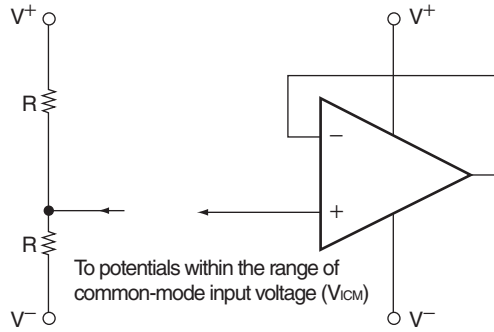 V+
V+
R
−
+
R
To potentials within the range of
common-mode input voltage (VICM)
V−
V−